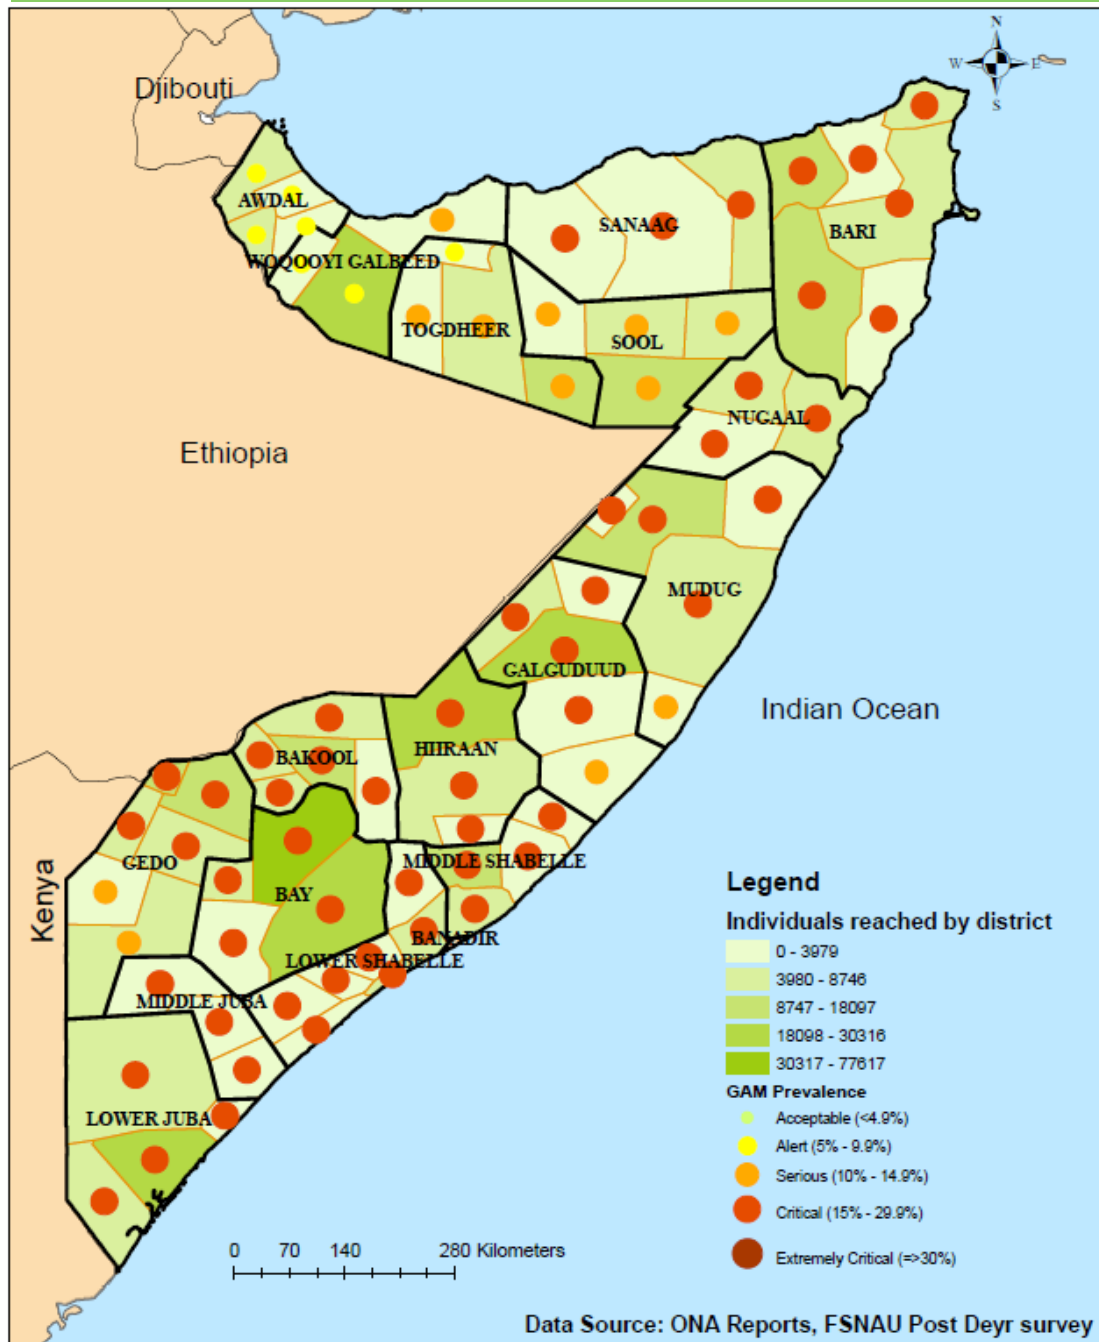 N
W E
S
Djibouti
AWDAL
SANAAG
BARI
WOQOOYI GALBEED
TOGDHEER
SOOL
NUGAAL
Ethiopia
MUDUG
GALGUDUUD
Indian Ocean
HIIRAAN
BAKOOL
MIDDLE SHABELLE
GEDO
BAY
Kenya
BANADIR
LOWER SHABELLE
MIDDLE JUBA
LOWER JUBA
Legend
Individuals reached by district
0 - 3979
3980 - 8746
8747 - 18097
18098 - 30316
30317 - 77617
GAM Prevalence
Acceptable (<4.9%)
Alert (5% - 9.9%)
Serious (10% - 14.9%)
Critical (15% - 29.9%)
Extremely Critical (=>30%)
0 70 140 280 Kilometers
Data Source: ONA Reports, FSNAU Post Deyr survey